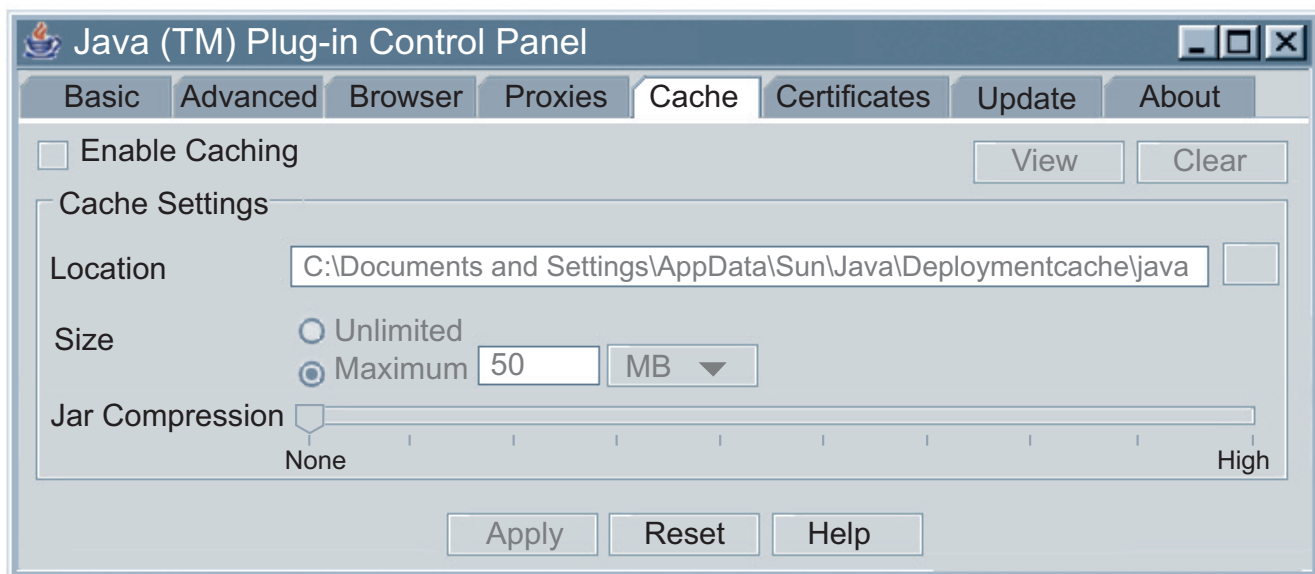 Java (TM) Plug-in Control Panel
Basic Advanced Browser Proxies Cache Certificates Update About
Enable Caching View Clear
Cache Settings
Location C:\Documents and Settings\AppData\Sun\Java\Deploymentcache\java
Size Unlimited
Maximum 50 MB
Jar Compression
None High
Apply Reset Help